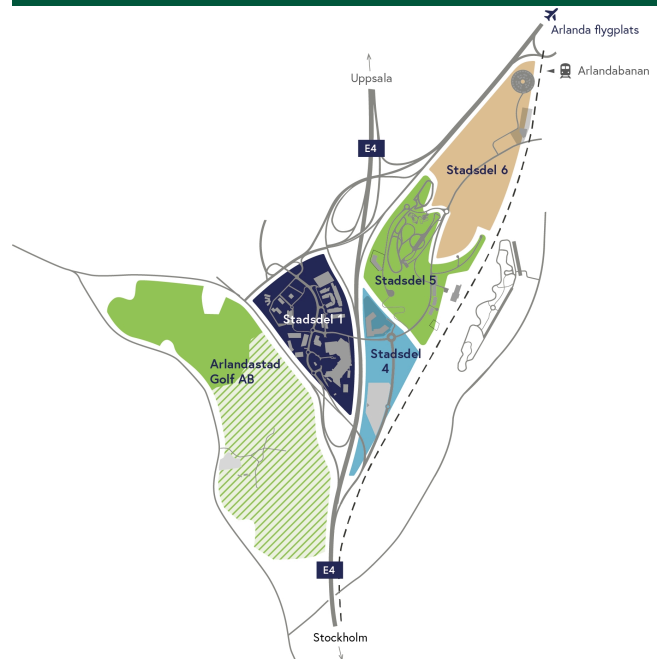 Arlanda flygplats
Arlandabanan
Uppsala
E4
Stadsdel 6
Stadsdel 5
Stadsdel 1
Stadsdel
4
Arlandastad
Golf AB
E4
Stockholm